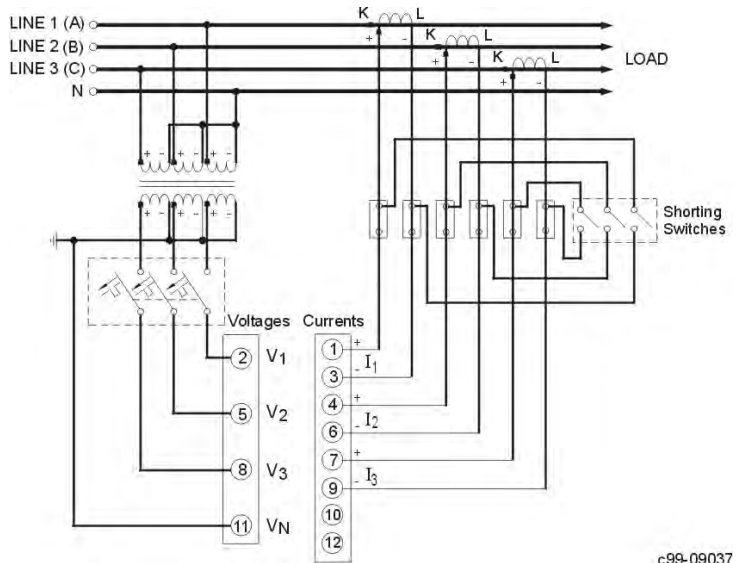 K L
LINE 1 (A)
+ -
K L
LINE 2 (B)
+ -
K L
LINE 3 (C)
+ -
LOAD
N
+ - + - + -
+ - + - + -
Shorting
Switches
Voltages Currents
2 V1
1 +
I1
3 -
5 V2
4 +
I2
6 -
8 V3
7 +
I3
9 -
10
11 VN
12
c99-09037